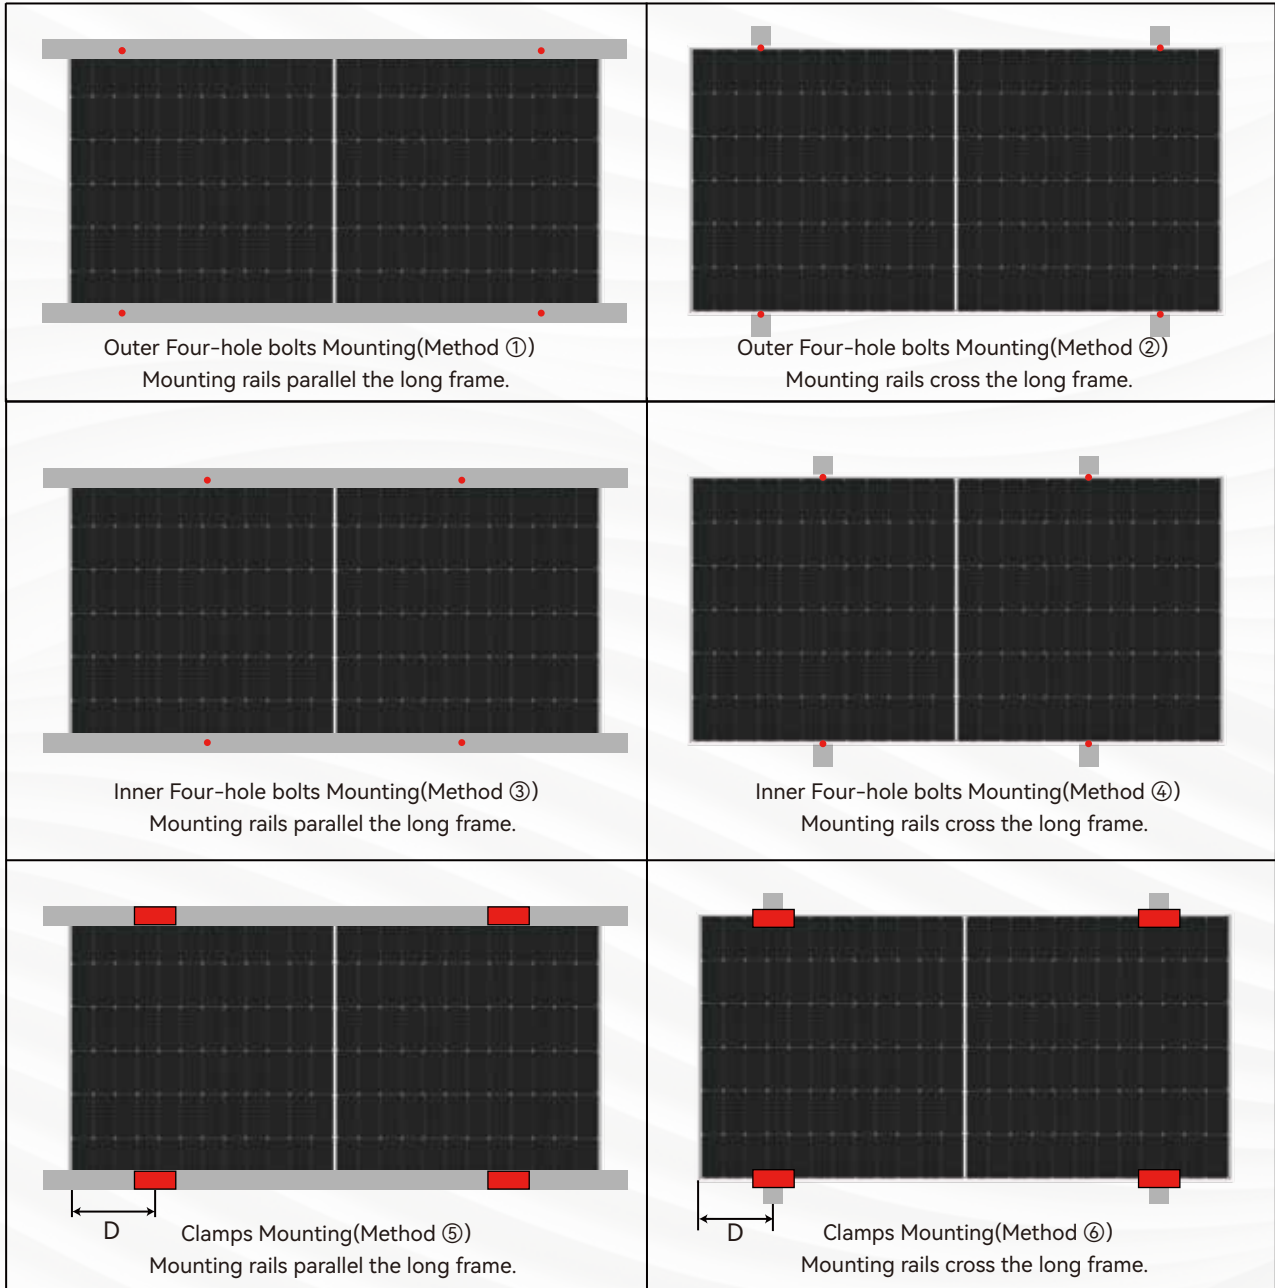 Outer Four-hole bolts Mounting(Method ①)
Mounting rails parallel the long frame.
Outer Four-hole bolts Mounting(Method ②)
Mounting rails cross the long frame.
Inner Four-hole bolts Mounting(Method ③)
Mounting rails parallel the long frame.
Inner Four-hole bolts Mounting(Method ④)
Mounting rails cross the long frame.
D
Clamps Mounting(Method ⑤)
Mounting rails parallel the long frame.
D
Clamps Mounting(Method ⑥)
Mounting rails cross the long frame.